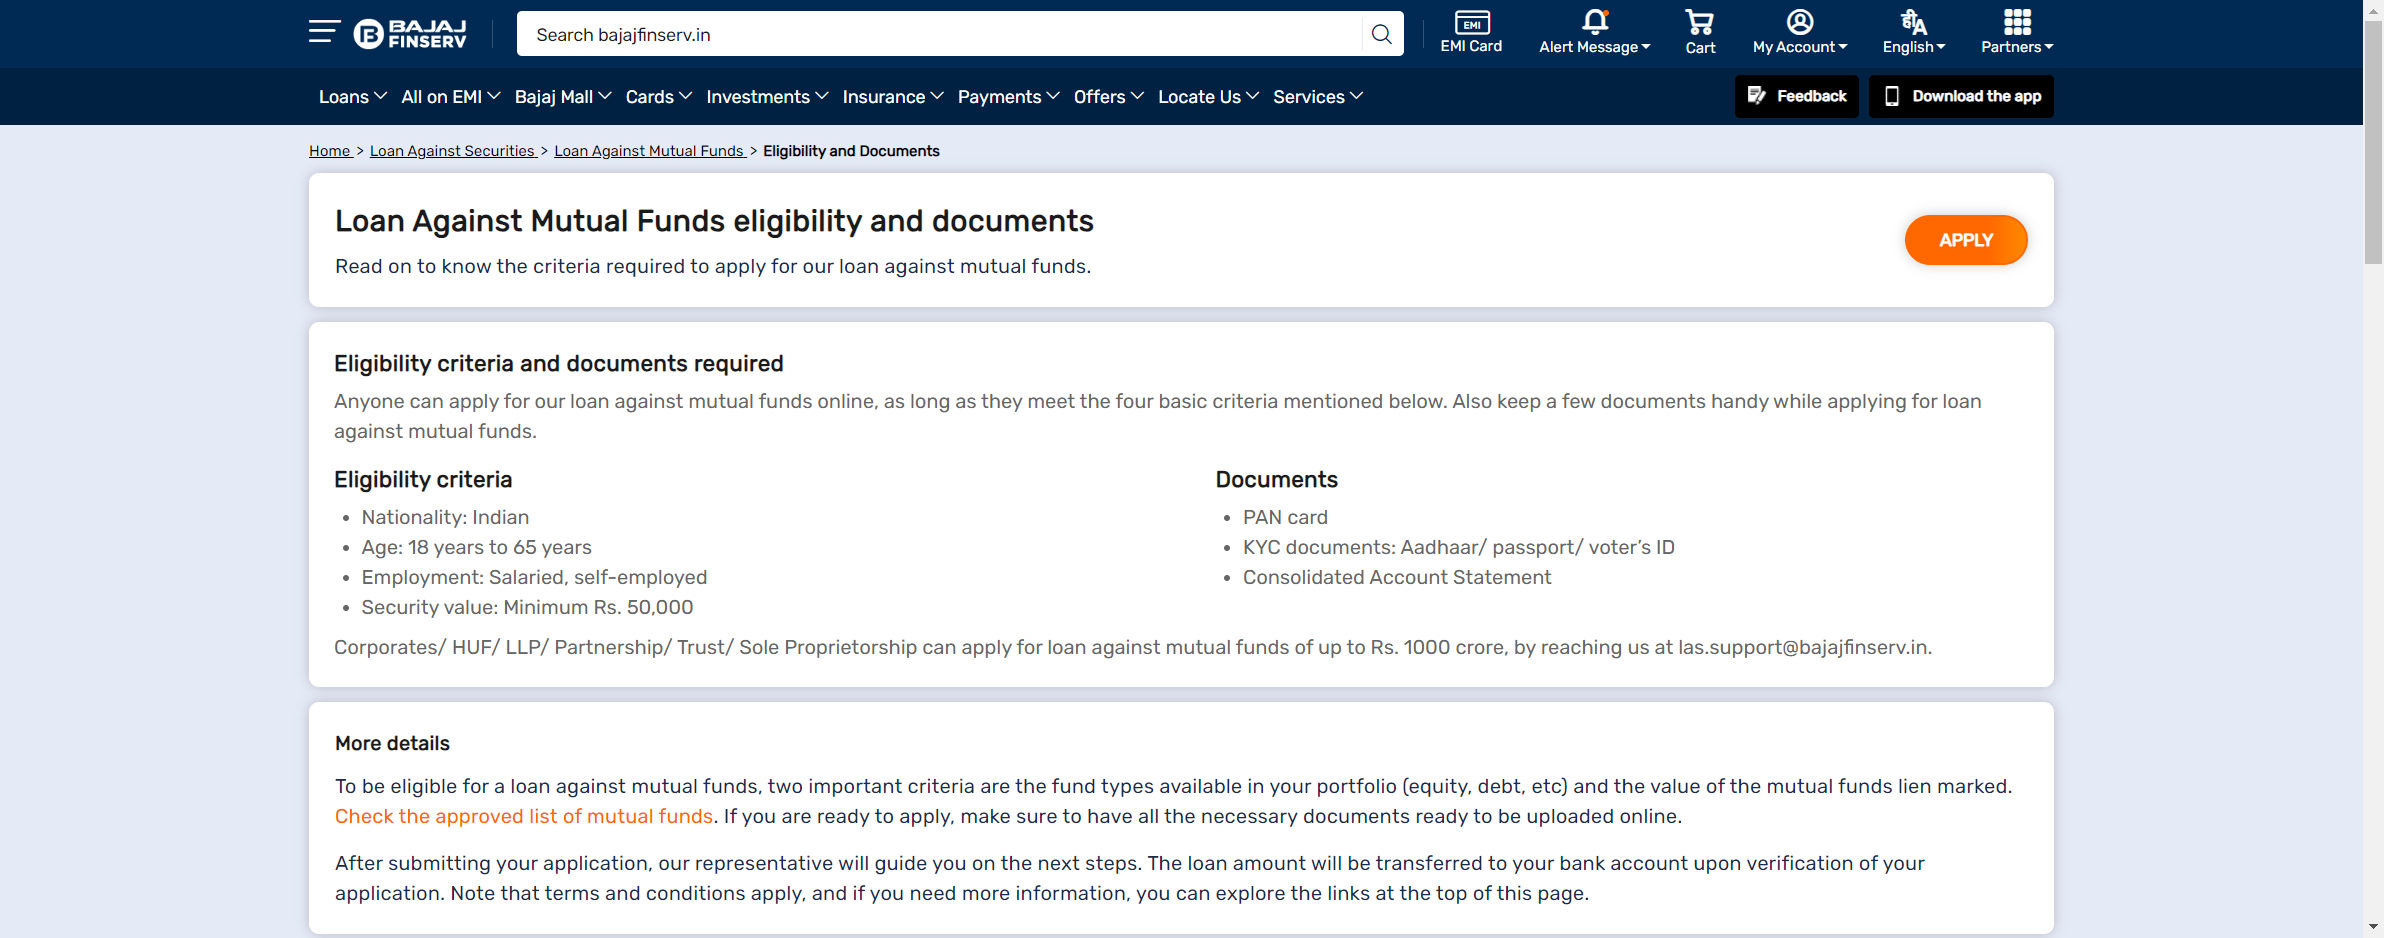 BAJAJ
FINSERV
Search bajajfinserv.in
EMI
EMI Card
Alert Message
Cart
My Account
हीA
English
Partners
Loans
All on EMI
Bajaj Mall
Cards
Investments
Insurance
Payments
Offers
Locate Us
Services
Feedback
Download the app
Home > Loan Against Securities > Loan Against Mutual Funds > Eligibility and Documents
Loan Against Mutual Funds eligibility and documents
Read on to know the criteria required to apply for our loan against mutual funds.
APPLY
Eligibility criteria and documents required
Anyone can apply for our loan against mutual funds online, as long as they meet the four basic criteria mentioned below. Also keep a few documents handy while applying for loan
against mutual funds.
Eligibility criteria
• Nationality: Indian
• Age: 18 years to 65 years
• Employment: Salaried, self-employed
• Security value: Minimum Rs. 50,000
Documents
• PAN card
• KYC documents: Aadhaar/ passport/ voter’s ID
• Consolidated Account Statement
Corporates/ HUF/ LLP/ Partnership/ Trust/ Sole Proprietorship can apply for loan against mutual funds of up to Rs. 1000 crore, by reaching us at las.support@bajajfinserv.in.
More details
To be eligible for a loan against mutual funds, two important criteria are the fund types available in your portfolio (equity, debt, etc) and the value of the mutual funds lien marked.
Check the approved list of mutual funds. If you are ready to apply, make sure to have all the necessary documents ready to be uploaded online.
After submitting your application, our representative will guide you on the next steps. The loan amount will be transferred to your bank account upon verification of your
application. Note that terms and conditions apply, and if you need more information, you can explore the links at the top of this page.